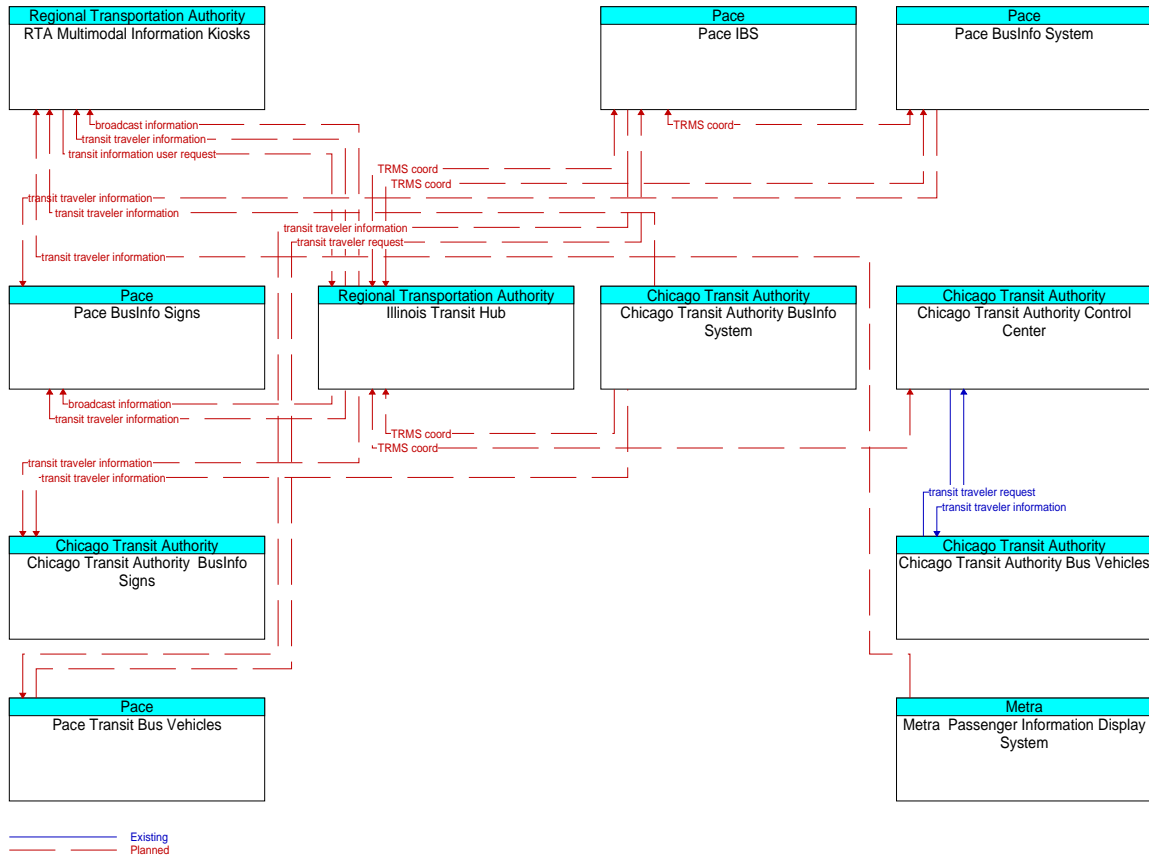 Regional Transportation Authority
RTA Multimodal Information Kiosks
Pace
Pace IBS
Pace
Pace BusInfo System
broadcast information
TRMS coord
transit traveler information
transit information user request
TRMS coord
TRMS coord
transit traveler information
transit traveler information
transit traveler information
transit traveler request
transit traveler information
Pace
Pace BusInfo Signs
Regional Transportation Authority
Illinois Transit Hub
Chicago Transit Authority
Chicago Transit Authority BusInfo
System
Chicago Transit Authority
Chicago Transit Authority Control
Center
broadcast information
transit traveler information
TRMS coord
TRMS coord
transit traveler information
transit traveler information
transit traveler request
transit traveler information
Chicago Transit Authority
Chicago Transit Authority  BusInfo
Signs
Chicago Transit Authority
Chicago Transit Authority Bus Vehicles
Pace
Pace Transit Bus Vehicles
Metra
Metra  Passenger Information Display
System
Existing
Planned